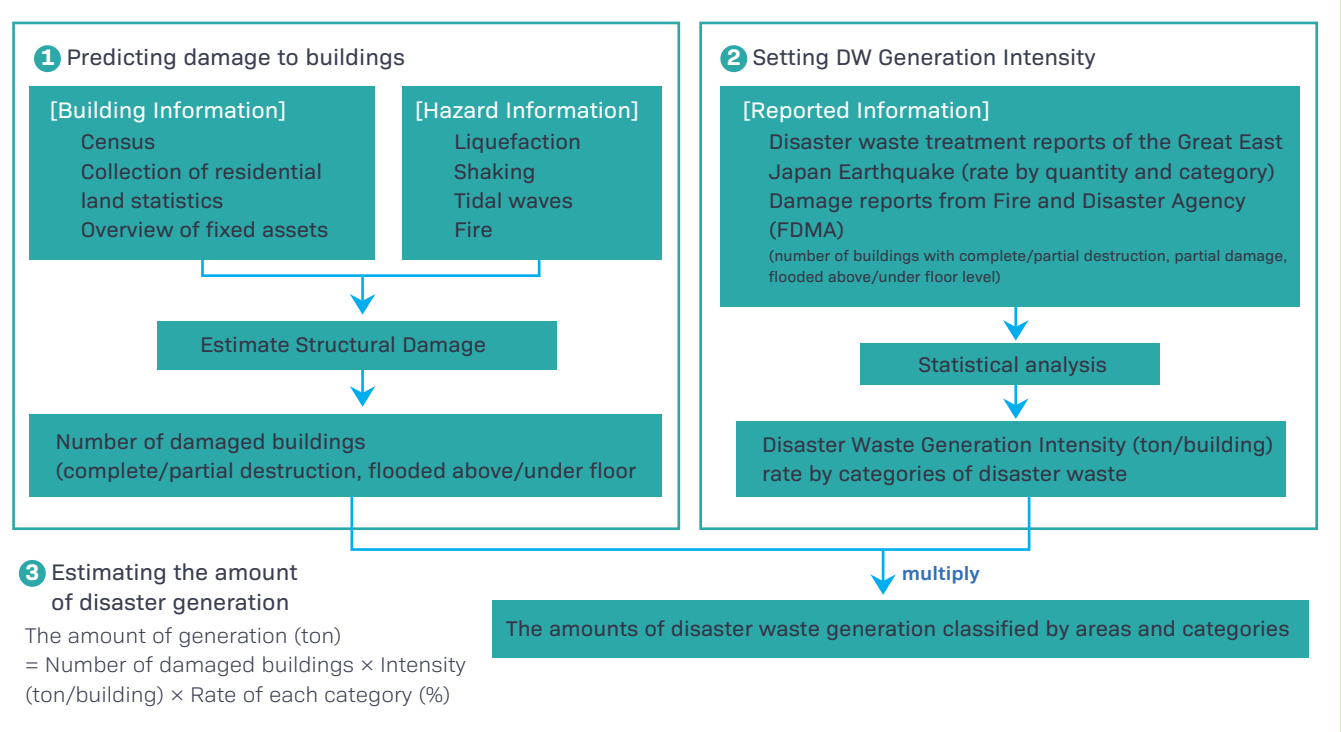 1 Predicting damage to buildings
[Building Information]
Census
Collection of residential
land statistics
Overview of fixed assets
[Hazard Information]
Liquefaction
Shaking
Tidal waves
Fire
Estimate Structural Damage
Number of damaged buildings
(complete/partial destruction, flooded above/under floor
2 Setting DW Generation Intensity
[Reported Information]
Disaster waste treatment reports of the Great East
Japan Earthquake (rate by quantity and category)
Damage reports from Fire and Disaster Agency
(FDMA)
(number of buildings with complete/partial destruction, partial damage,
flooded above/under floor level)
Statistical analysis
Disaster Waste Generation Intensity (ton/building)
rate by categories of disaster waste
3 Estimating the amount
of disaster generation
The amount of generation (ton)
= Number of damaged buildings × Intensity
(ton/building) × Rate of each category (%)
multiply
The amounts of disaster waste generation classified by areas and categories